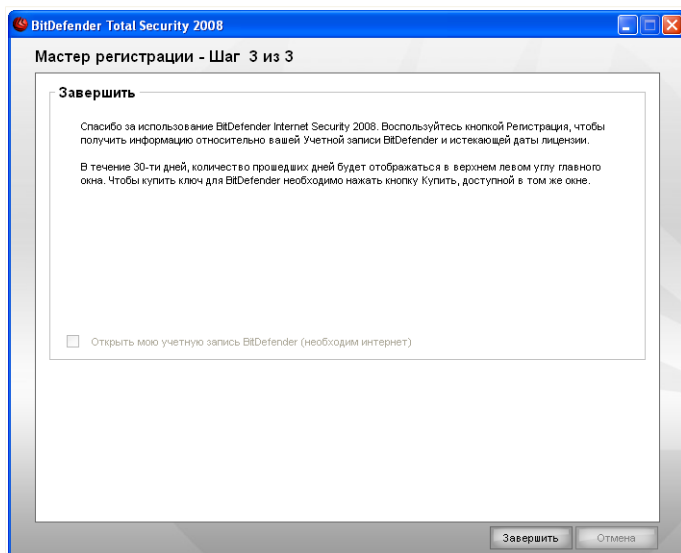 BitDefender Total Security 2008
Мастер регистрации - Шаг 3 из 3
Завершить
Спасибо за использование BitDefender Internet Security 2008. Воспользуйтесь кнопкой Регистрация, чтобы
получить информацию относительно вашей Учетной записи BitDefender и истекающей даты лицензии.
В течение 30-ти дней, количество прошедших дней будет отображаться в верхнем левом углу главного
окна. Чтобы купить ключ для BitDefender необходимо нажать кнопку Купить, доступной в том же окне.
Открыть мою учетную запись BitDefender (необходим интернет)
Завершить
Отмена